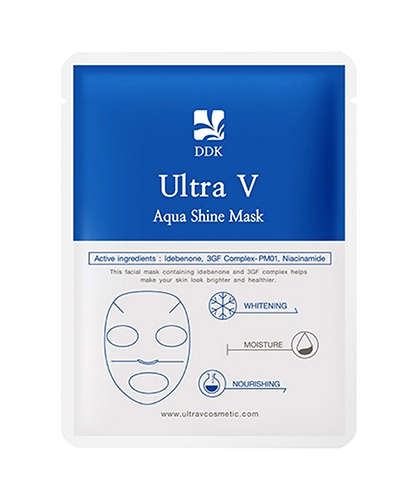 DDK
Ultra V
Aqua Shine Mask
Active ingredients : Idebenone, 3GF Complex-PM01, Niacinamide
This facial mask containing idebenone and 3GF complex helps
make your skin look brighter and healthier.
WHITENING
MOISTURE
NOURISHING
www.ultravcosmetic.com